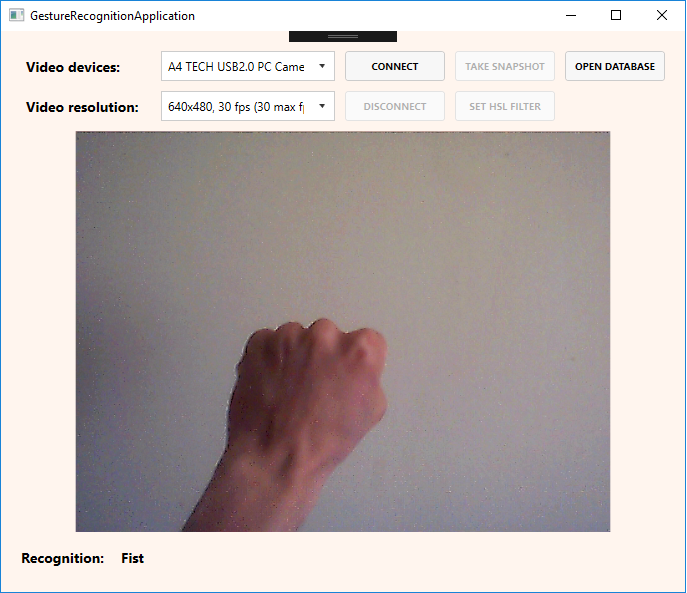 GestureRecognitionApplication
Video devices: A4 TECH USB2.0 PC Came CONNECT TAKE SNAPSHOT OPEN DATABASE
Video resolution: 640x480, 30 fps (30 max f DISCONNECT SET HSL FILTER
Recognition: Fist